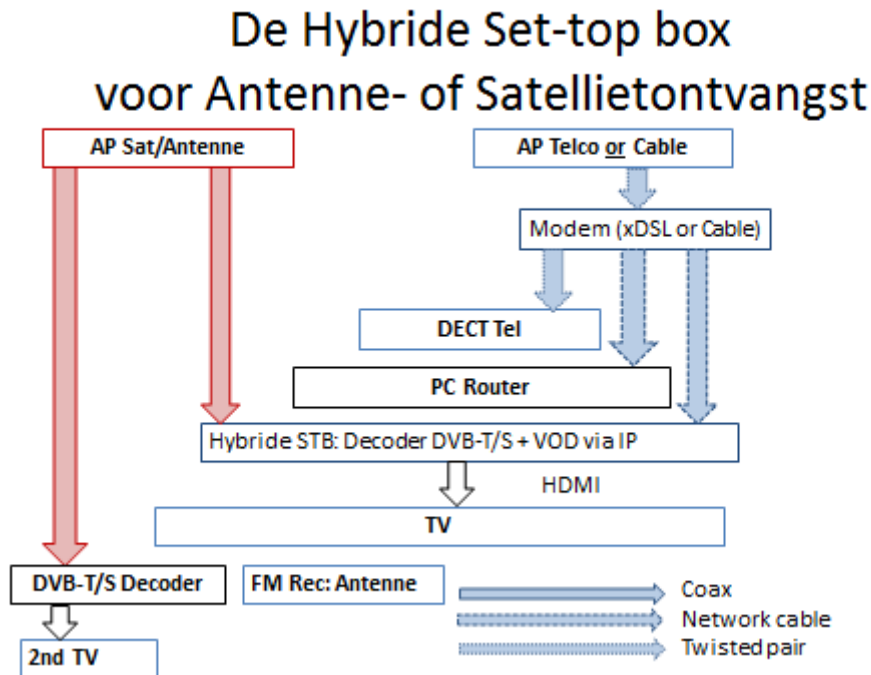 De Hybride Set-top box
voor Antenne- of Satellietontvangst
AP Sat/Antenne
AP Telco or Cable
Modem (xDSL or Cable)
DECT Tel
PC Router
Hybride STB: Decoder DVB-T/S + VOD via IP
HDMI
TV
DVB-T/S Decoder
FM Rec: Antenne
Coax
Network cable
Twisted pair
2nd TV